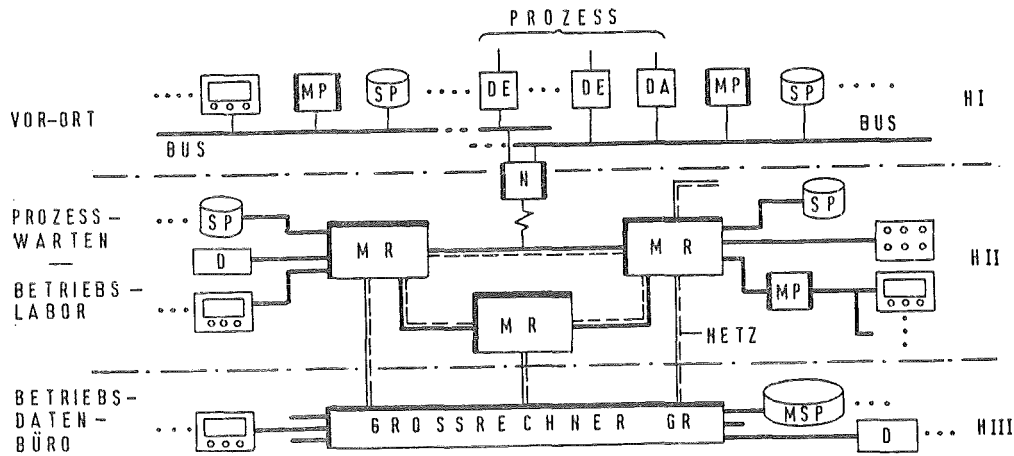 PROZESS
MP SP DE DE DA MP SP HI
VOR-ORT
BUS BUS
N
PROZESS-
WARTEN
—
BETRIEBS-
LABOR
SP SP
MR MR
D HII
MP
MR
NETZ
BETRIEBS-
DATEN-
BÜRO
MSP
GROSSRECHNER GR
D HIII